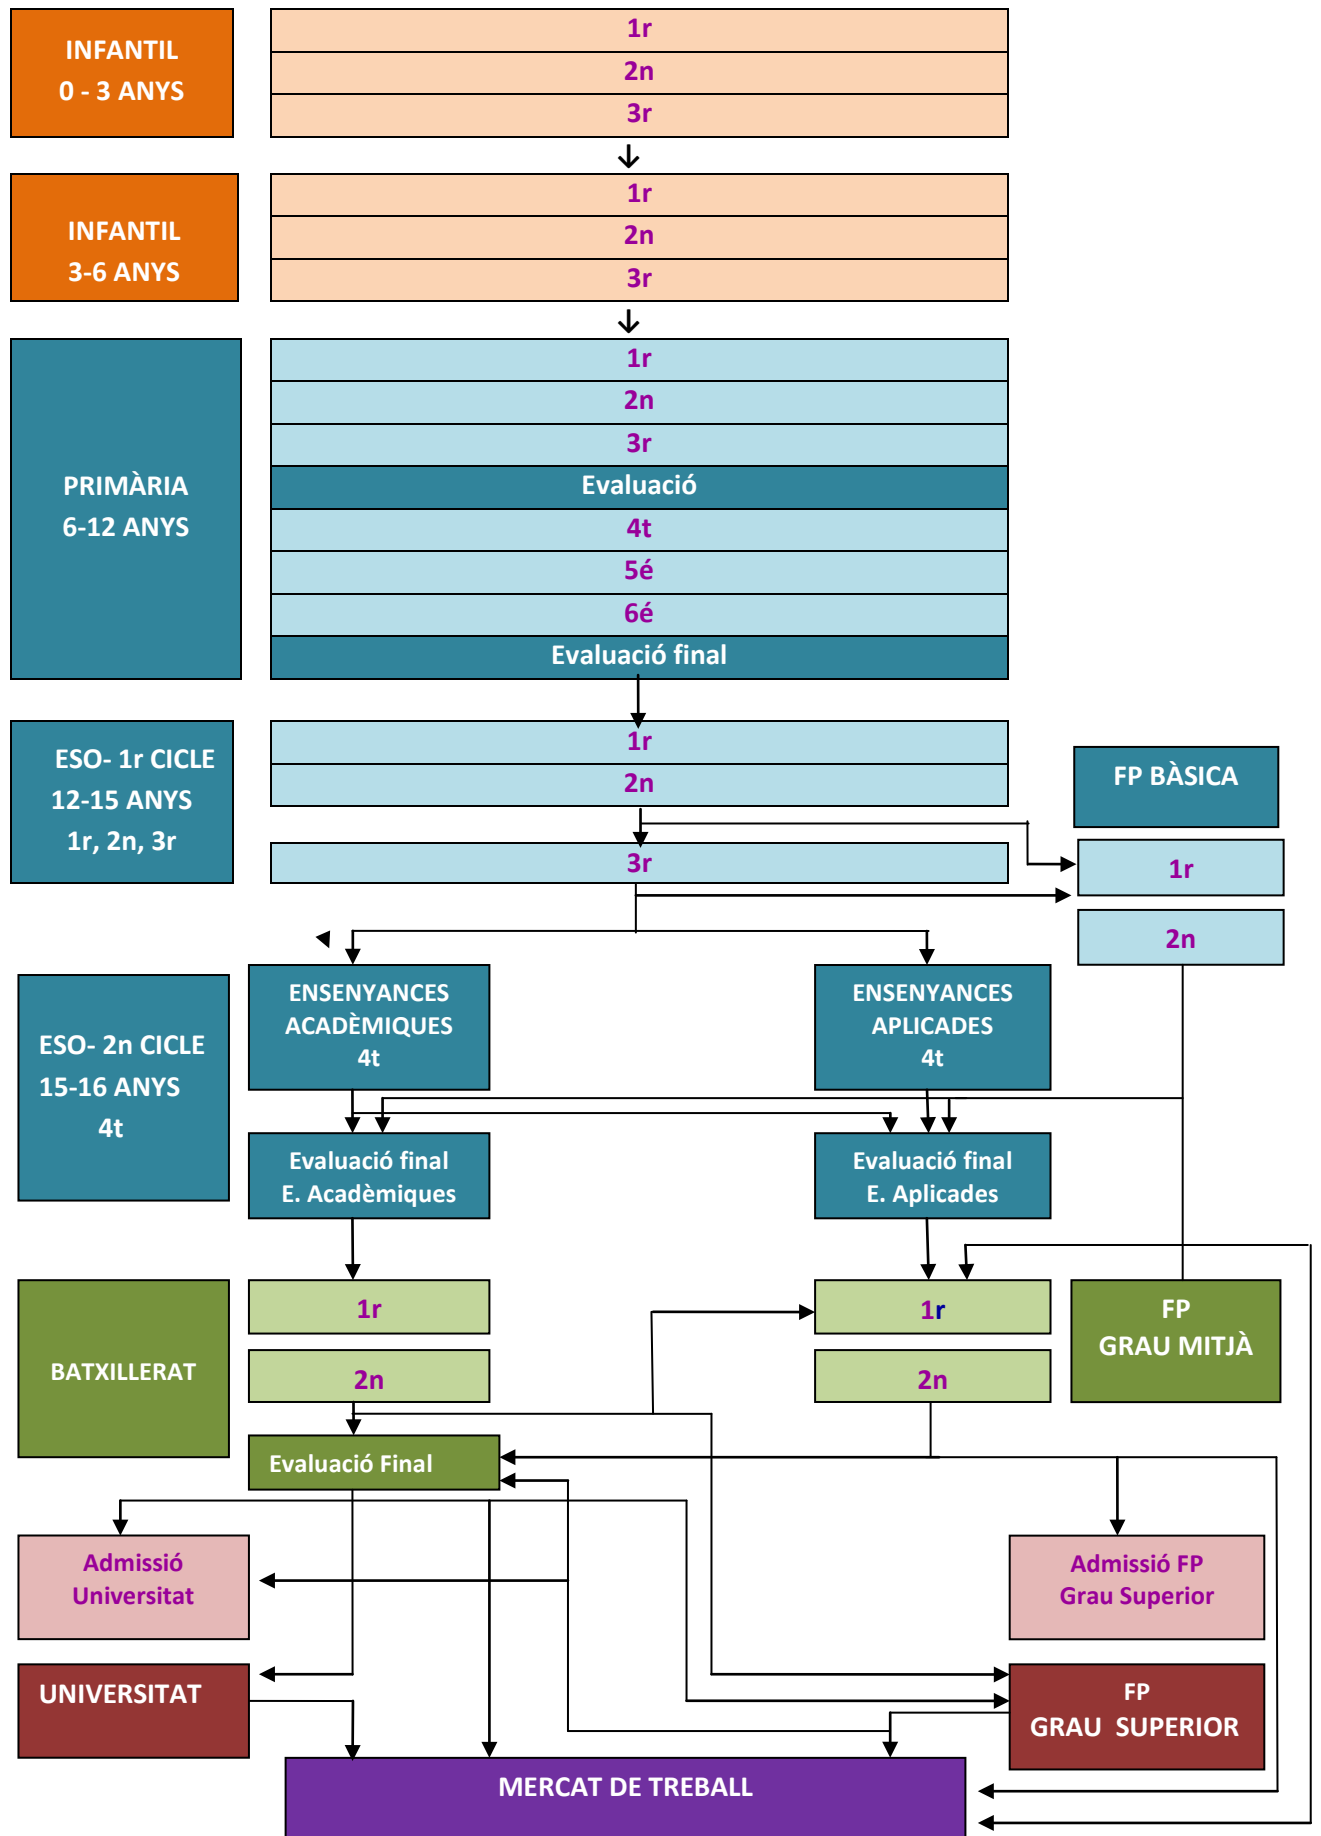 INFANTIL
0 - 3 ANYS
1r
2n
3r
INFANTIL
3-6 ANYS
1r
2n
3r
PRIMÀRIA
6-12 ANYS
1r
2n
3r
Evaluació
4t
5é
6é
Evaluació final
ESO- 1r CICLE
12-15 ANYS
1r, 2n, 3r
1r
2n
3r
FP BÀSICA
1r
2n
ESO- 2n CICLE
15-16 ANYS
4t
ENSENYANCES
ACADÈMIQUES
4t
ENSENYANCES
APLICADES
4t
Evaluació final
E. Acadèmiques
Evaluació final
E. Aplicades
BATXILLERAT
1r
2n
Evaluació Final
1r
2n
FP
GRAU MITJÀ
Admissió
Universitat
Admissió FP
Grau Superior
UNIVERSITAT
FP
GRAU SUPERIOR
MERCAT DE TREBALL